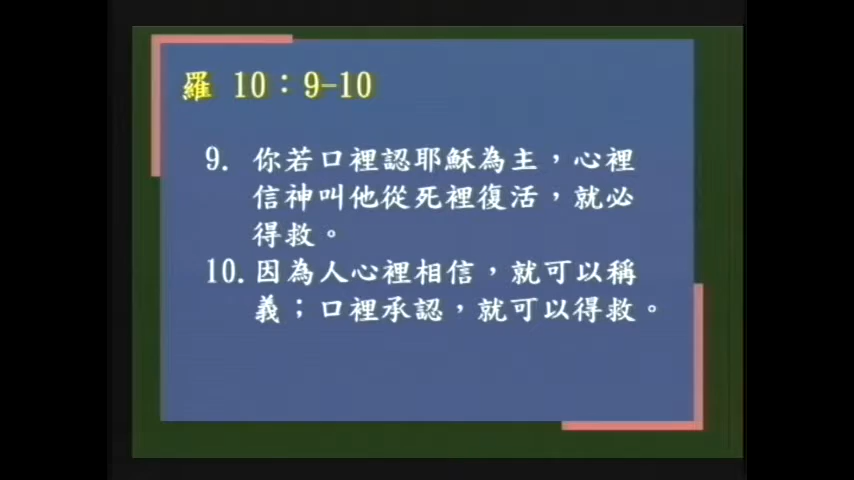 羅 10：9-10
9. 你若口裡認耶穌為主，心裡
信神叫他從死裡復活，就必
得救。
10.因為人心裡相信，就可以稱
義；口裡承認，就可以得救。